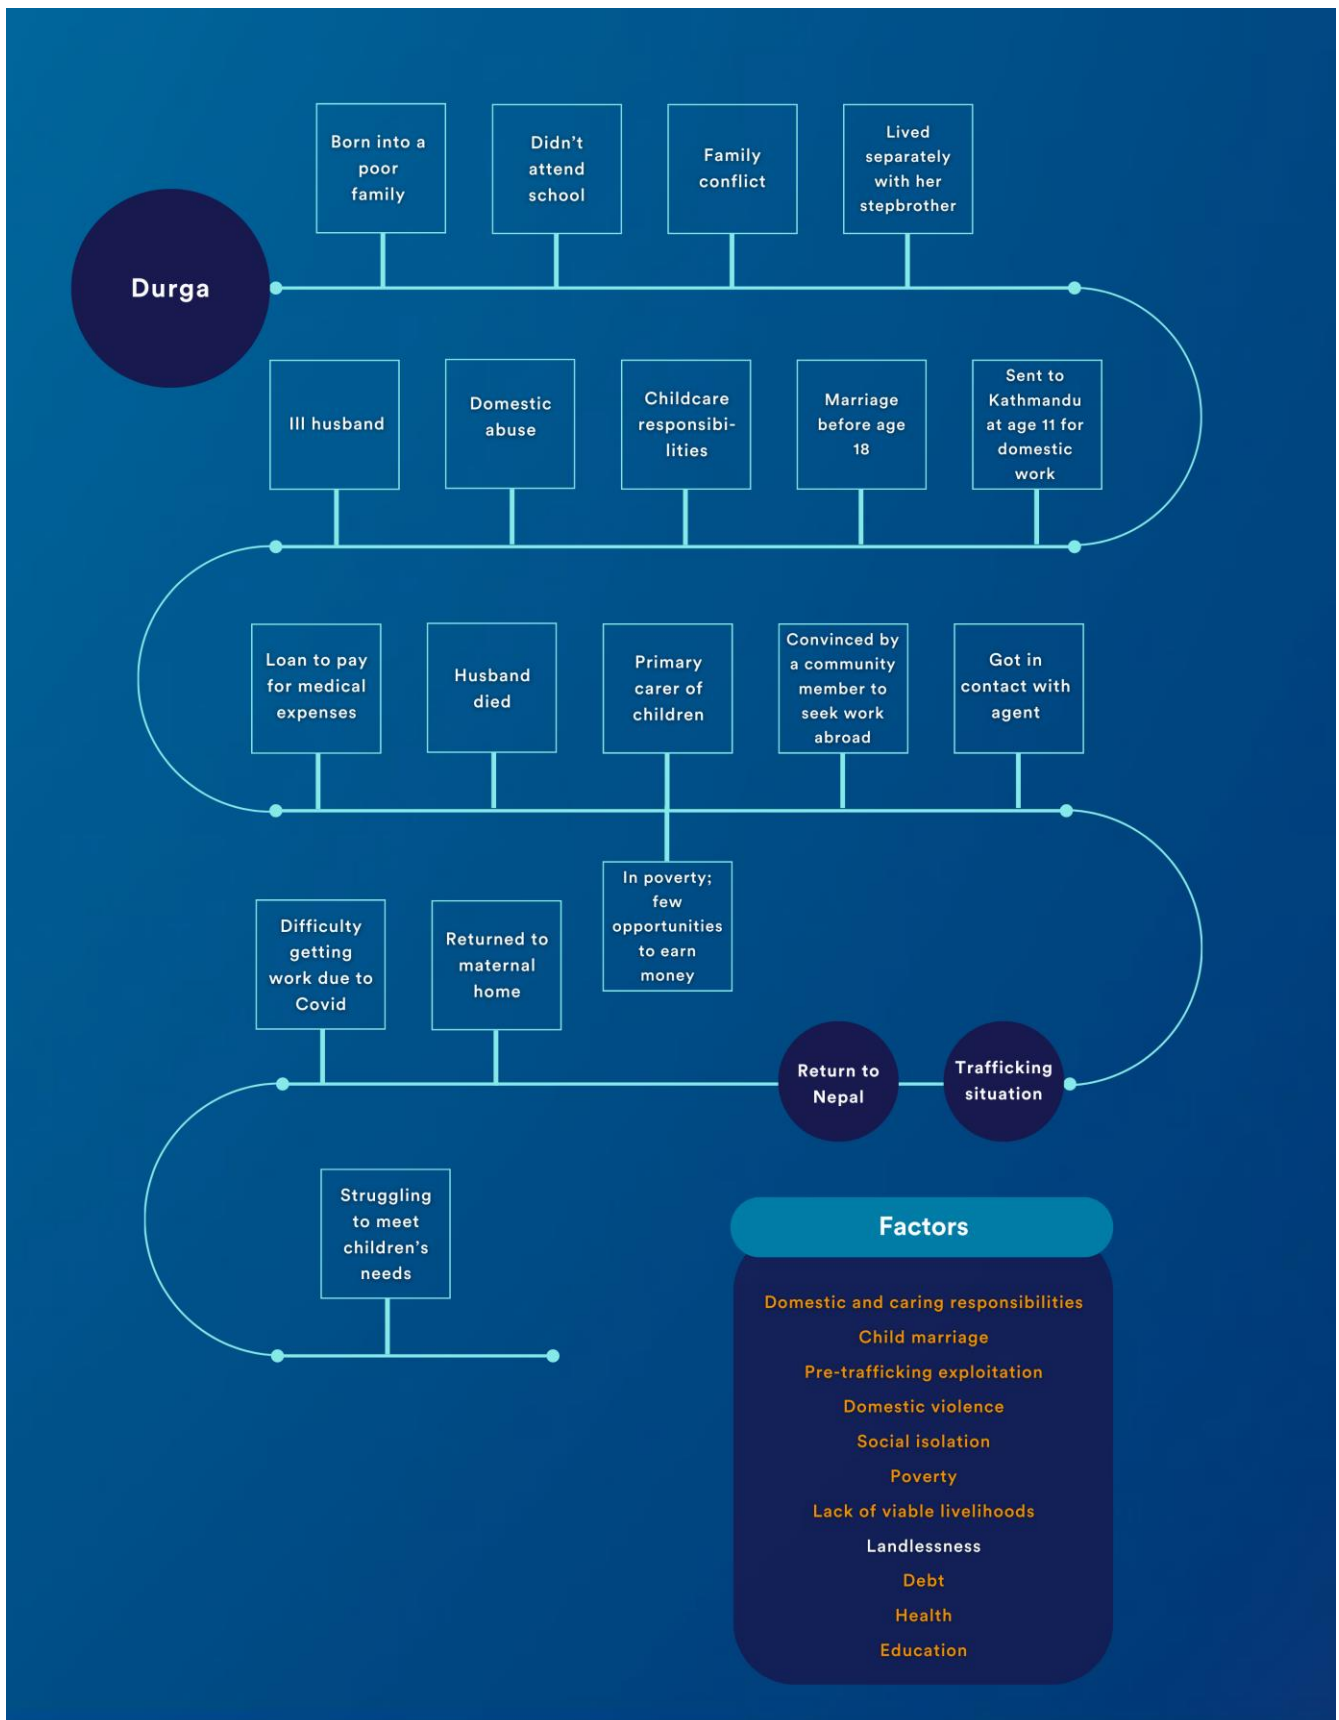 Durga
Born into a
poor
family
Didn’t
attend
school
Family
conflict
Lived
separately
with her
stepbrother
Sent to
Kathmandu
at age 11 for
domestic
work
Marriage
before age
18
Childcare
responsibi-
lities
Domestic
abuse
Ill husband
Loan to pay
for medical
expenses
Husband
died
Primary
carer of
children
In poverty;
few
opportunities
to earn
money
Convinced by
a community
member to
seek work
abroad
Got in
contact with
agent
Trafficking
situation
Return to
Nepal
Returned to
maternal
home
Difficulty
getting
work due to
Covid
Struggling
to meet
children’s
needs
Factors
Domestic and caring responsibilities
Child marriage
Pre-trafficking exploitation
Domestic violence
Social isolation
Poverty
Lack of viable livelihoods
Landlessness
Debt
Health
Education